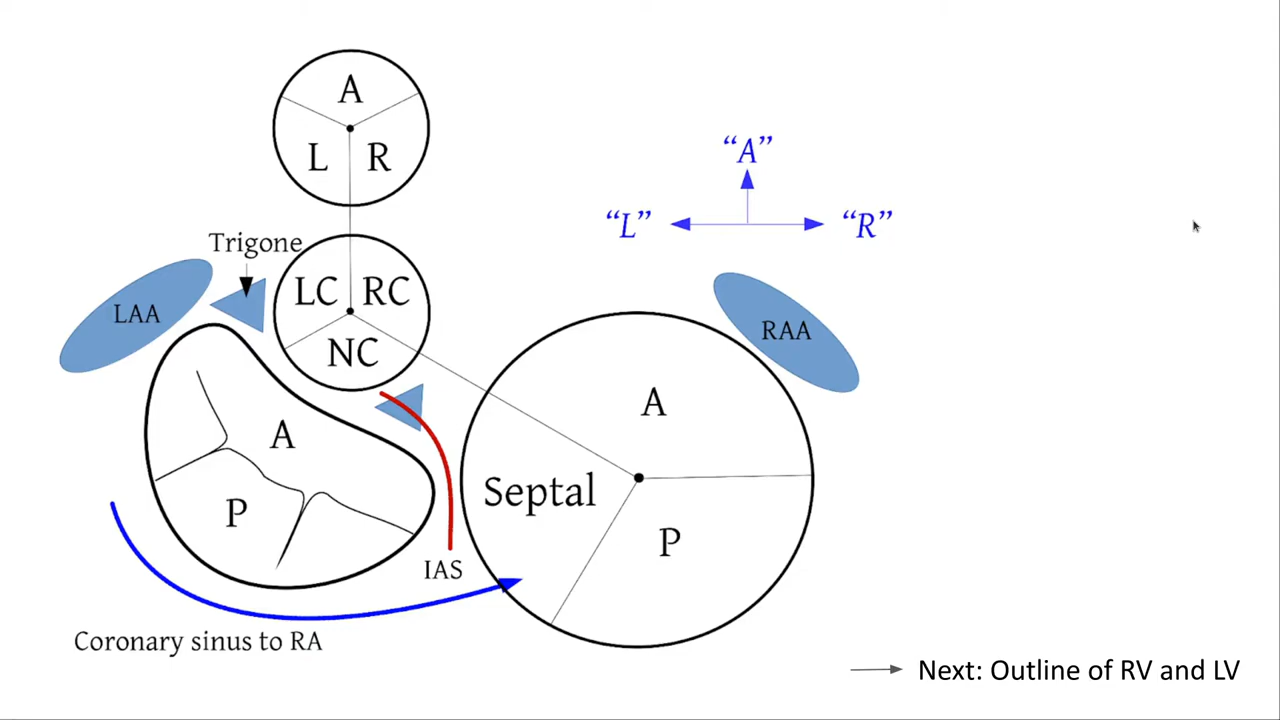 A
L R
“A”
“L” “R”
Trigone
LC RC
LAA
RAA
NC
A
A
Septal
P
P
IAS
Coronary sinus to RA
Next: Outline of RV and LV